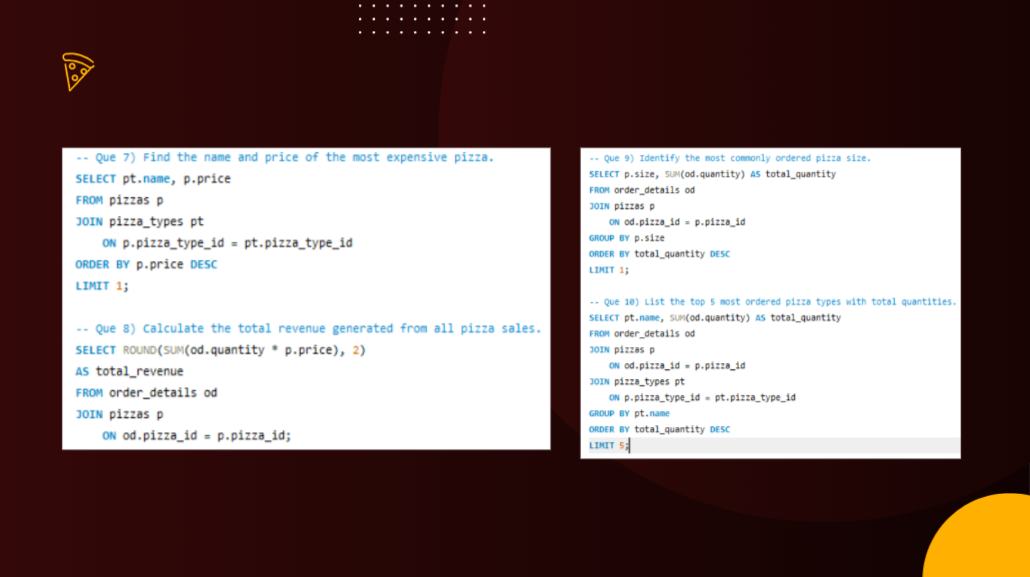 -- Que 7) Find the name and price of the most expensive pizza.
SELECT pt.name, p.price
FROM pizzas p
JOIN pizza_types pt
    ON p.pizza_type_id = pt.pizza_type_id
ORDER BY p.price DESC
LIMIT 1;

-- Que 8) Calculate the total revenue generated from all pizza sales.
SELECT ROUND(SUM(od.quantity * p.price), 2)
AS total_revenue
FROM order_details od
JOIN pizzas p
    ON od.pizza_id = p.pizza_id;

-- Que 9) Identify the most commonly ordered pizza size.
SELECT p.size, SUM(od.quantity) AS total_quantity
FROM order_details od
JOIN pizzas p
    ON od.pizza_id = p.pizza_id
GROUP BY p.size
ORDER BY total_quantity DESC
LIMIT 1;

-- Que 10) List the top 5 most ordered pizza types with total quantities.
SELECT pt.name, SUM(od.quantity) AS total_quantity
FROM order_details od
JOIN pizzas p
    ON od.pizza_id = p.pizza_id
JOIN pizza_types pt
    ON p.pizza_type_id = pt.pizza_type_id
GROUP BY pt.name
ORDER BY total_quantity DESC
LIMIT 5;